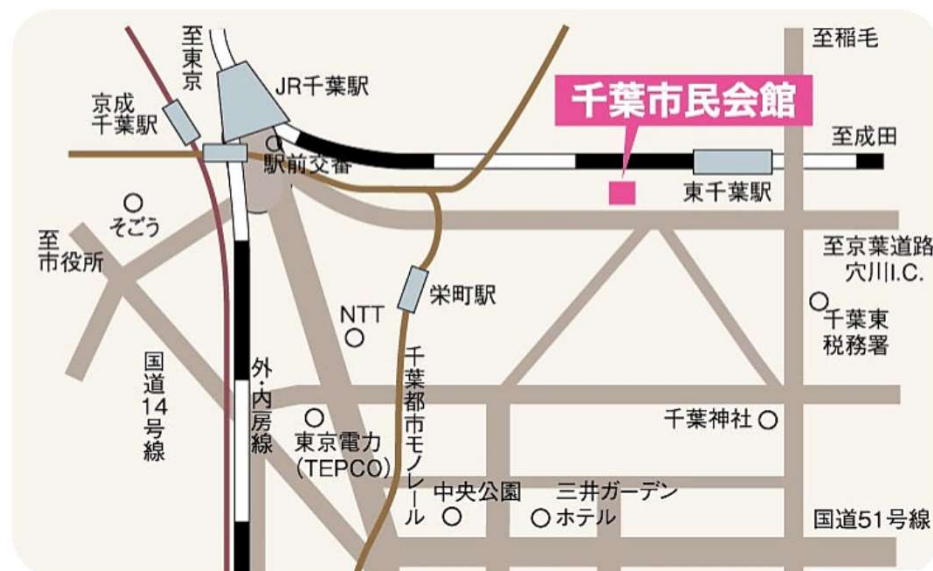 至東京
JR千葉駅
京成
千葉駅
駅前交番
千葉市民会館
至稲毛
至成田
東千葉駅
そごう
至
市役所
栄町駅
至京葉道路
穴川I.C.
NTT
千葉東
税務署
国道14号線
外・内房線
千葉都市モノレール
東京電力
(TEPCO)
千葉神社
中央公園
三井ガーデン
ホテル
国道51号線